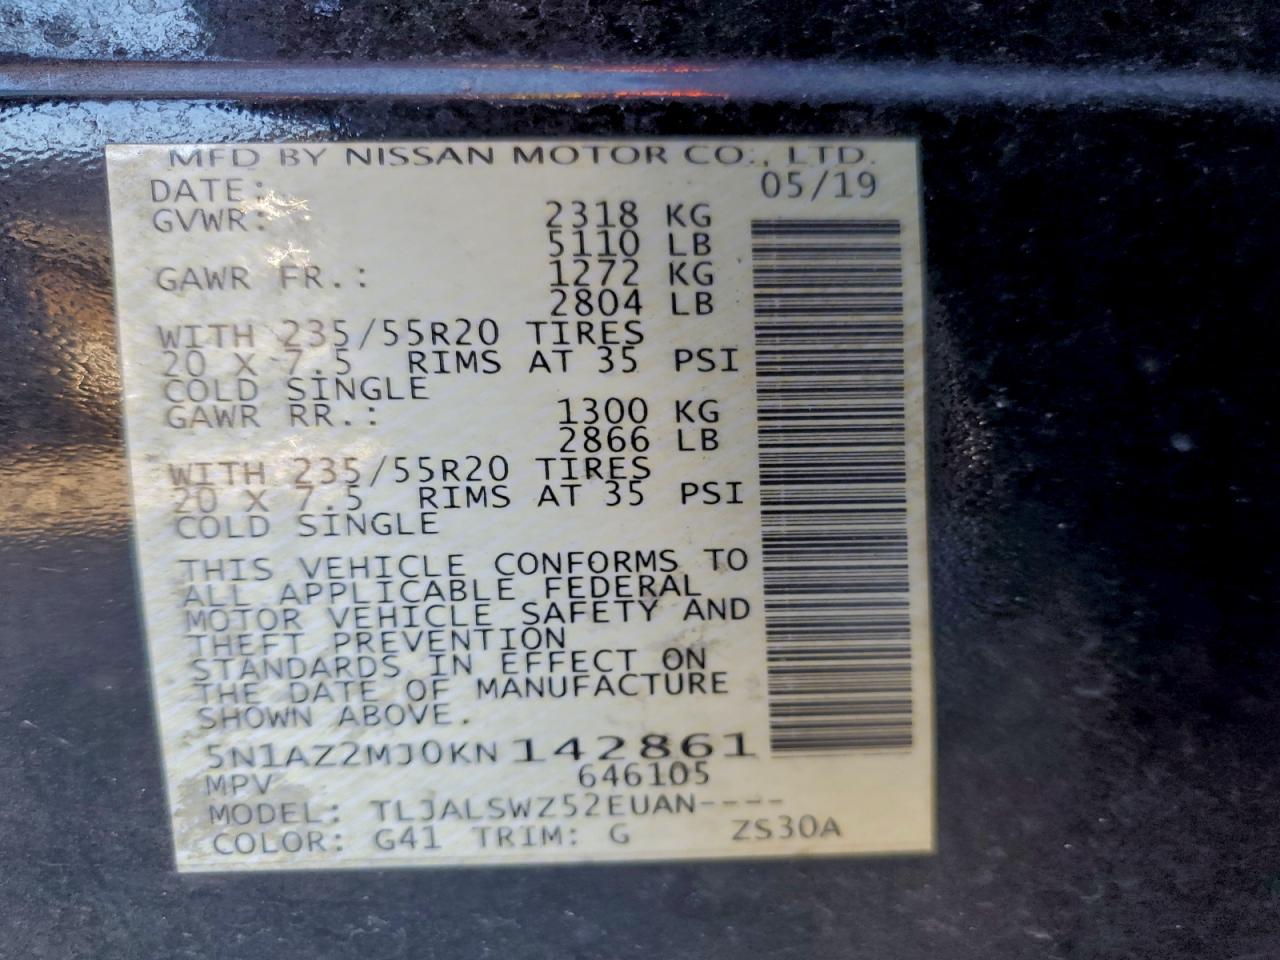 MFD BY NISSAN MOTOR CO., LTD.
DATE: 05/19
GVWR: 2318 KG
5110 LB
GAWR FR.: 1272 KG
2804 LB
WITH 235/55R20 TIRES
20 X 7.5 RIMS AT 35 PSI
COLD SINGLE
GAWR RR.: 1300 KG
2866 LB
WITH 235/55R20 TIRES
20 X 7.5 RIMS AT 35 PSI
COLD SINGLE
THIS VEHICLE CONFORMS TO
ALL APPLICABLE FEDERAL
MOTOR VEHICLE SAFETY AND
THEFT PREVENTION
STANDARDS IN EFFECT ON
THE DATE OF MANUFACTURE
SHOWN ABOVE.
5N1AZ2MJ0KN142861
MPV 646105
MODEL: TLJALSWZ52EUAN----
COLOR: G41 TRIM: G ZS30A